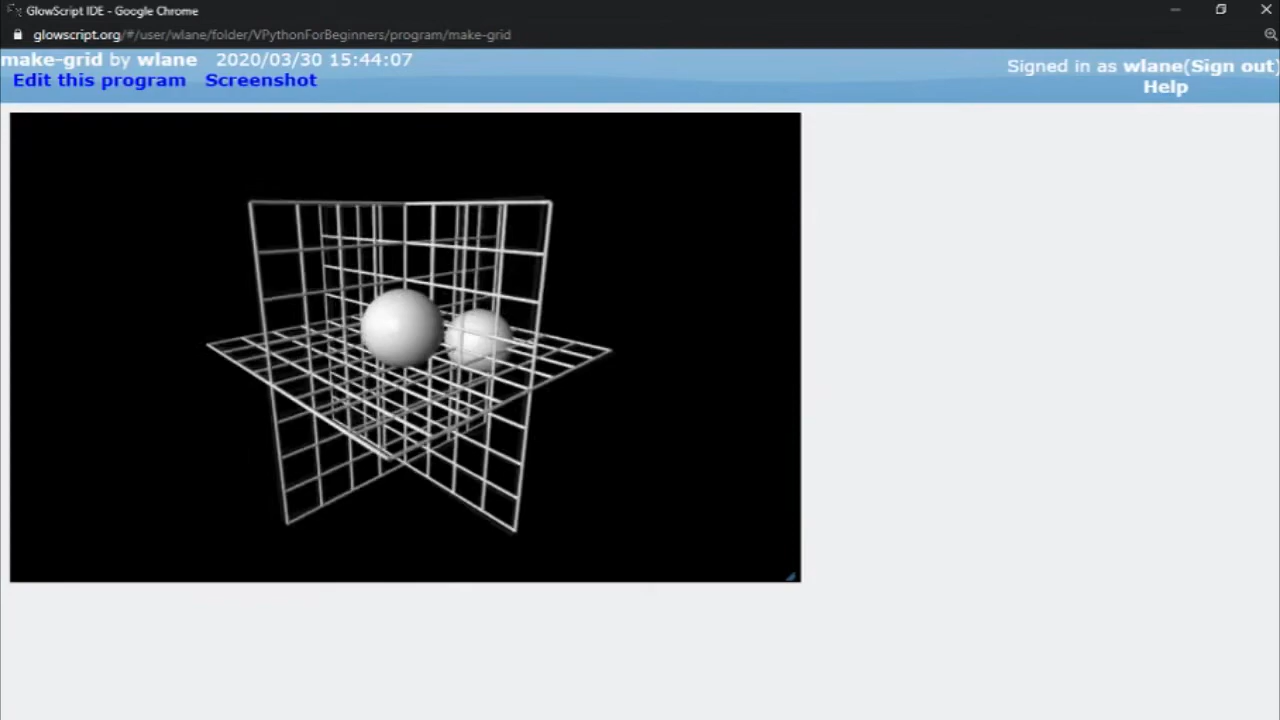 GlowScript IDE - Google Chrome
glowscript.org/#/user/wlane/folder/VPythonForBeginners/program/make-grid
make-grid by wlane 2020/03/30 15:44:07
Signed in as wlane(Sign out)
Edit this program Screenshot
Help